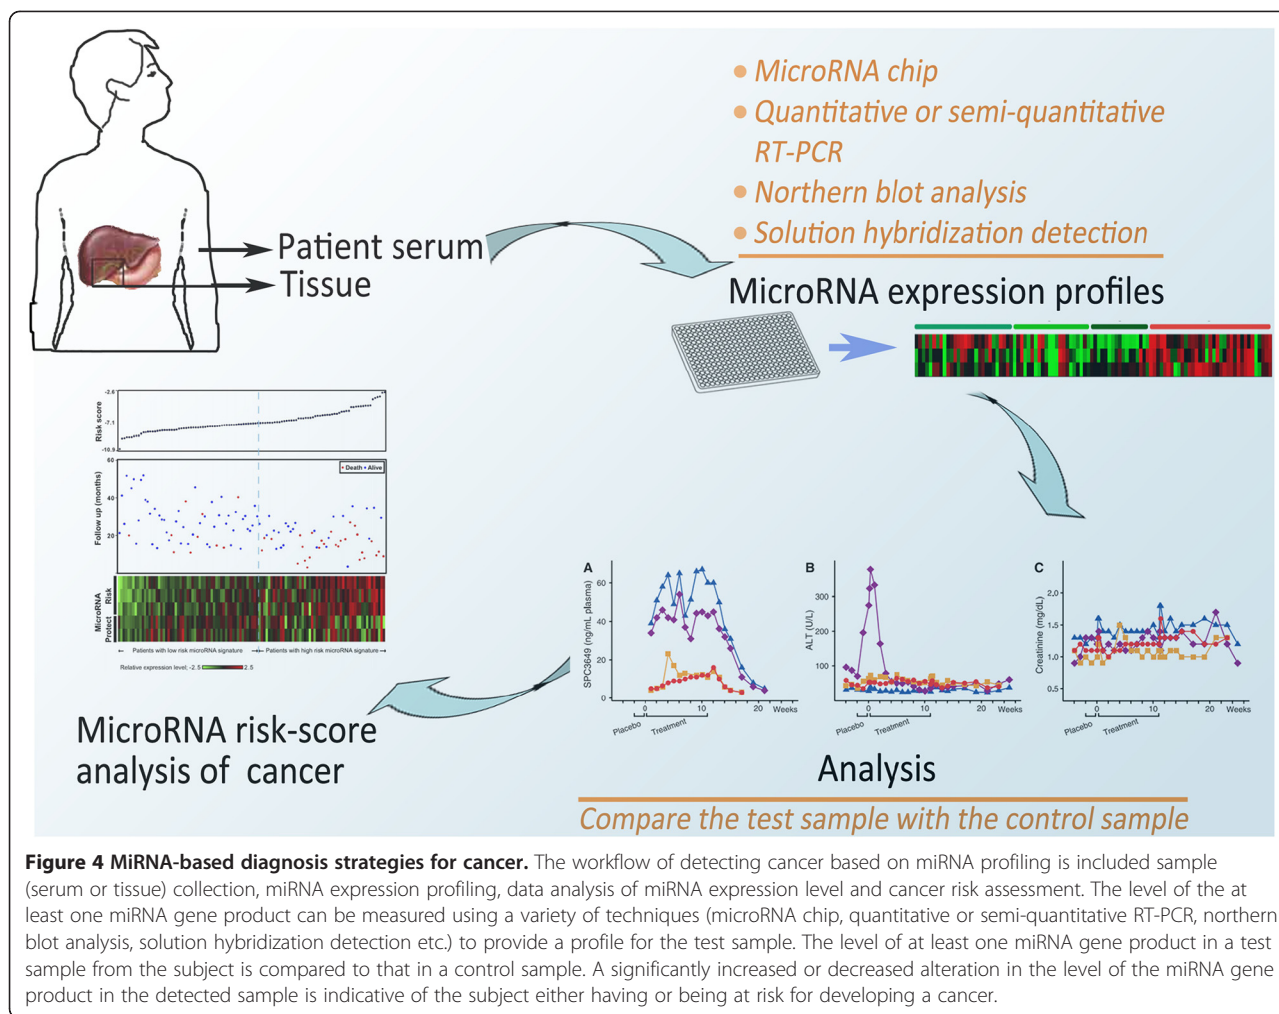 • MicroRNA chip
• Quantitative or semi-quantitative
RT-PCR
• Northern blot analysis
• Solution hybridization detection
Patient serum
Tissue
MicroRNA expression profiles
-2.6
-7.1
-10.9
Risk score
60
40
20
Follow up (months)
• Death • Alive
MicroRNA
Protect Risk
← Patients with low risk microRNA signature →
← Patients with high risk microRNA signature →
Relative expression level; -2.5 2.5
MicroRNA risk-score
analysis of cancer
A
SPC3649 (ng/mL plasma)
60
40
20
0
0 10 20 Weeks
Placebo Treatment
B
ALT (U/L)
300
200
100
0 10 20 Weeks
Placebo Treatment
C
Creatinine (mg/dL)
2,0
1,5
1,0
0,5
0 10 20 Weeks
Placebo Treatment
Analysis
Compare the test sample with the control sample
Figure 4 MiRNA-based diagnosis strategies for cancer. The workflow of detecting cancer based on miRNA profiling is included sample
(serum or tissue) collection, miRNA expression profiling, data analysis of miRNA expression level and cancer risk assessment. The level of the at
least one miRNA gene product can be measured using a variety of techniques (microRNA chip, quantitative or semi-quantitative RT-PCR, northern
blot analysis, solution hybridization detection etc.) to provide a profile for the test sample. The level of at least one miRNA gene product in a test
sample from the subject is compared to that in a control sample. A significantly increased or decreased alteration in the level of the miRNA gene
product in the detected sample is indicative of the subject either having or being at risk for developing a cancer.